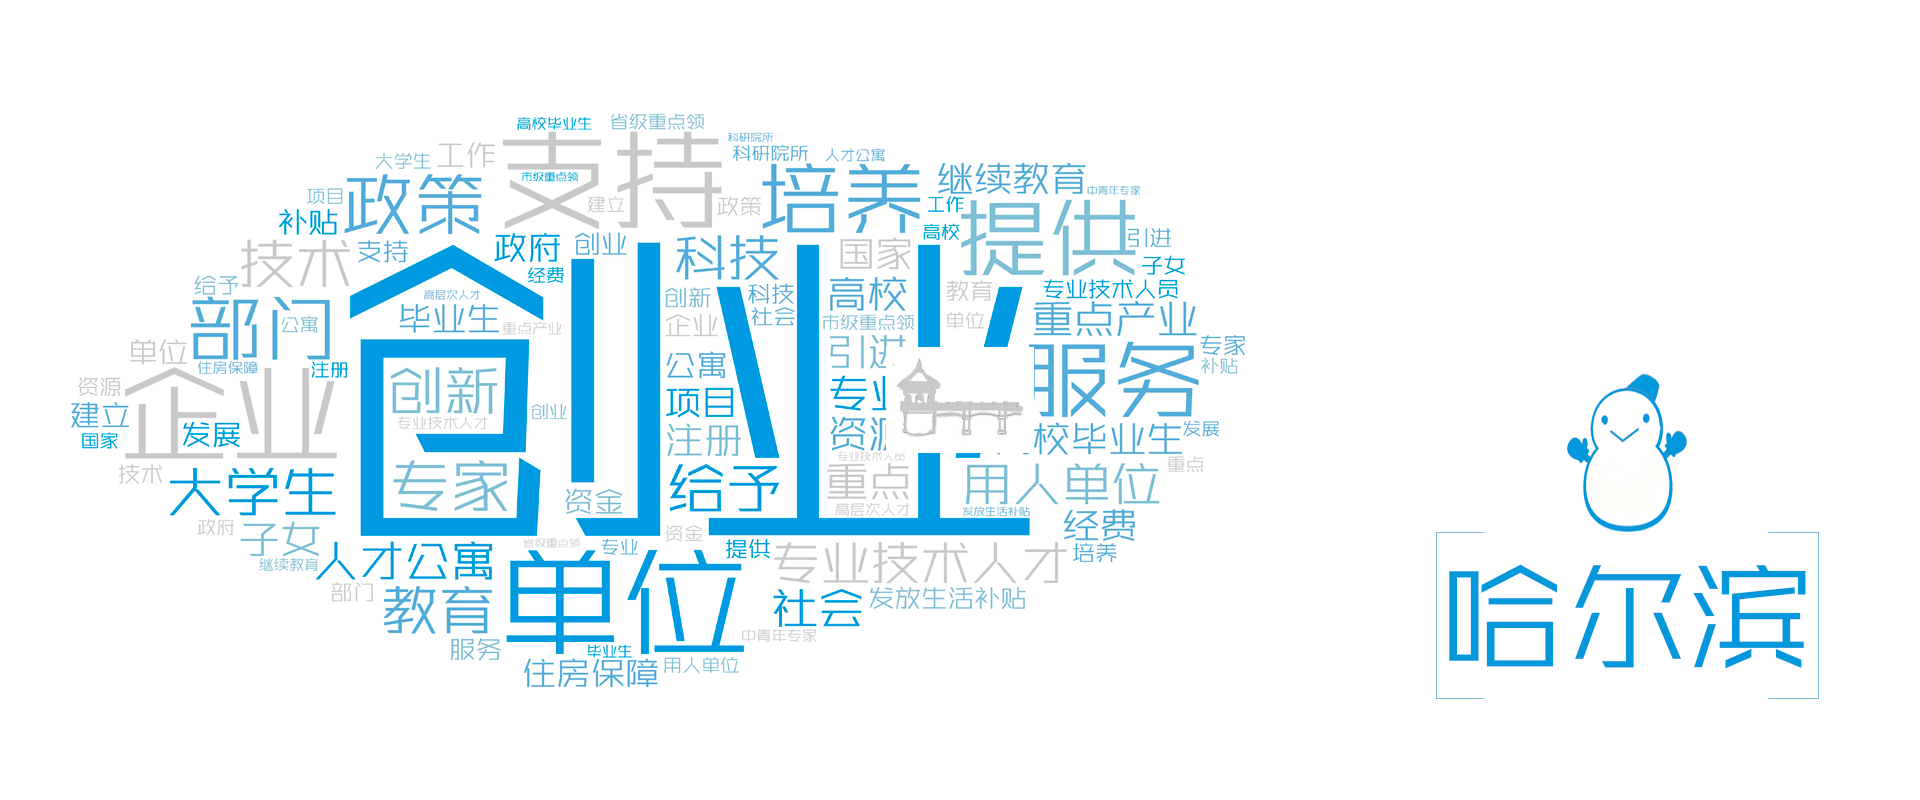 高校毕业生
省级重点领
科研院所
大学生
工作
支持
科研院所
人才公寓
市级重点领
项目
政策
建立
政策
培养
继续教育
中青年专家
补贴
工作
提供
技术
支持
政府
创业
科技
国家
高校
引进
子女
给予
经费
高层次人才
创新
科技
高校
教育
专业技术人员
部门
公寓
创业
毕业生
重点产业
企业
社会
市级重点领
单位
重点产业
单位
住房保障
注册
公寓
引进
服务
专家
补贴
资源
企业
创新
创业
项目
专业
建立
国家
发展
专业技术人才
注册
资源
校毕业生
发展
技术
专家
给予
专业技术人员
重点
用人单位
重点
大学生
资金
高层次人才
发放生活补贴
政府
子女
资金
经费
继续教育
人才公寓
省级重点领
专业
提供
专业技术人才
培养
部门
教育
单位
社会
发放生活补贴
服务
毕业生
中青年专家
住房保障
用人单位
哈尔滨